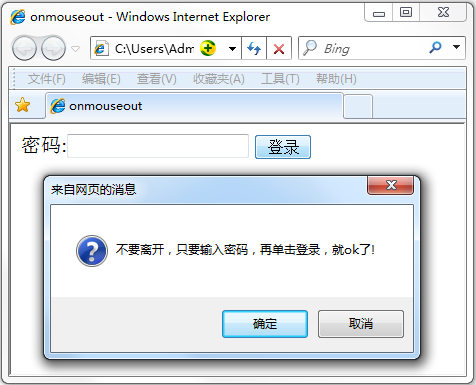 onmouseout - Windows Internet Explorer
C:\Users\Adm
Bing
文件(F) 编辑(E) 查看(V) 收藏夹(A) 工具(T) 帮助(H)
onmouseout
密码: 登录
来自网页的消息
不要离开，只要输入密码，再单击登录，就ok了!
确定 取消